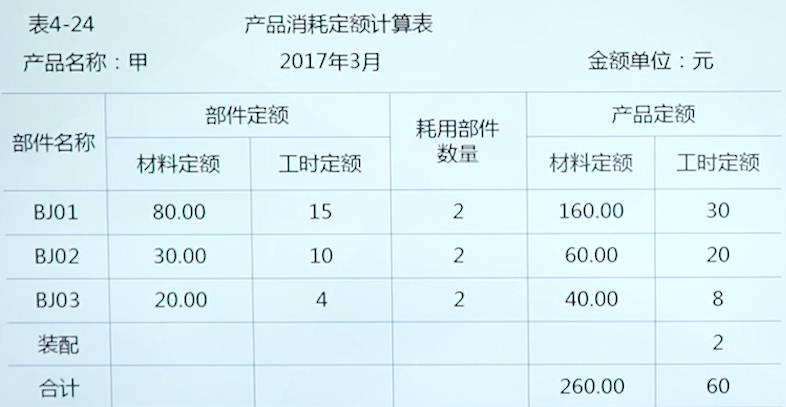 表4-24 产品消耗定额计算表
产品名称：甲 2017年3月 金额单位：元
部件名称 部件定额 耗用部件数量 产品定额
材料定额 工时定额 材料定额 工时定额
BJ01 80.00 15 2 160.00 30
BJ02 30.00 10 2 60.00 20
BJ03 20.00 4 2 40.00 8
装配 2
合计 260.00 60